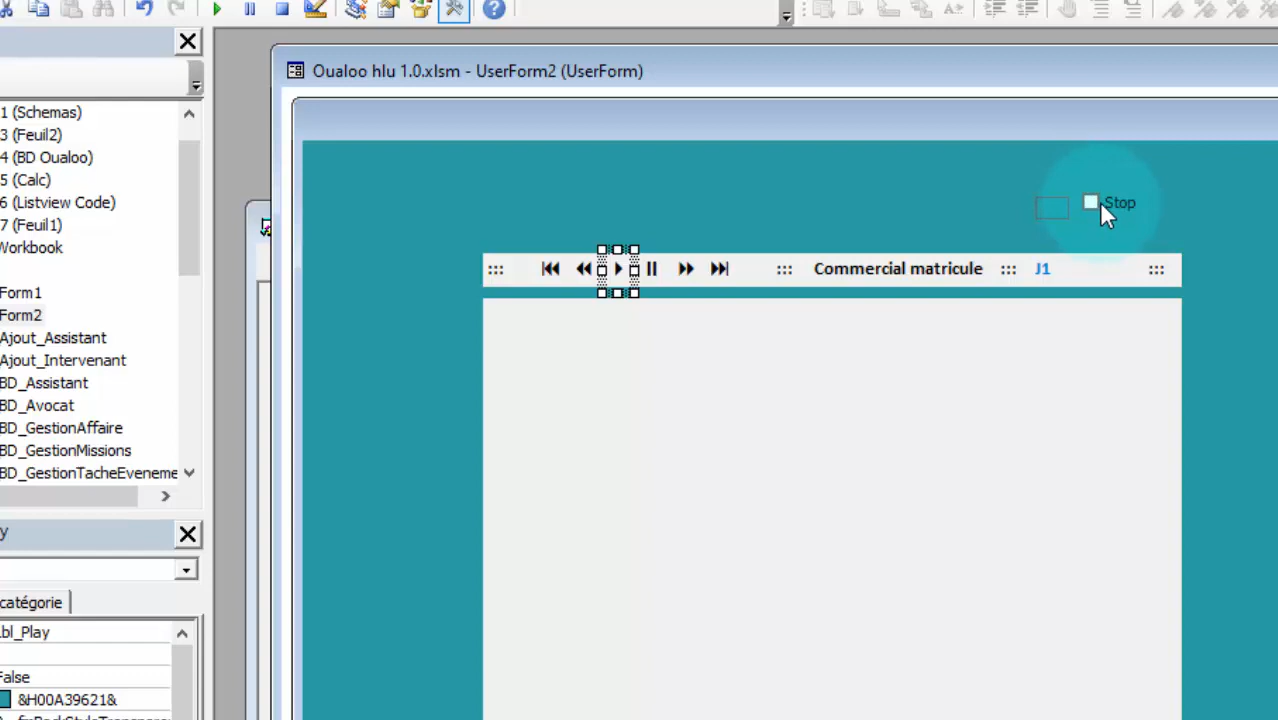 Oualoo hlu 1.0.xlsm - UserForm2 (UserForm)
1 (Schemas)
3 (Feuil2)
4 (BD Oualoo)
5 (Calc)
6 (Listview Code)
7 (Feuil1)
Workbook
Form1
Form2
Ajout_Assistant
Ajout_Intervenant
BD_Assistant
BD_Avocat
BD_GestionAffaire
BD_GestionMissions
BD_GestionTacheEveneme
Stop
Commercial matricule
J1
y
catégorie
Lbl_Play
False
&H00A39621&